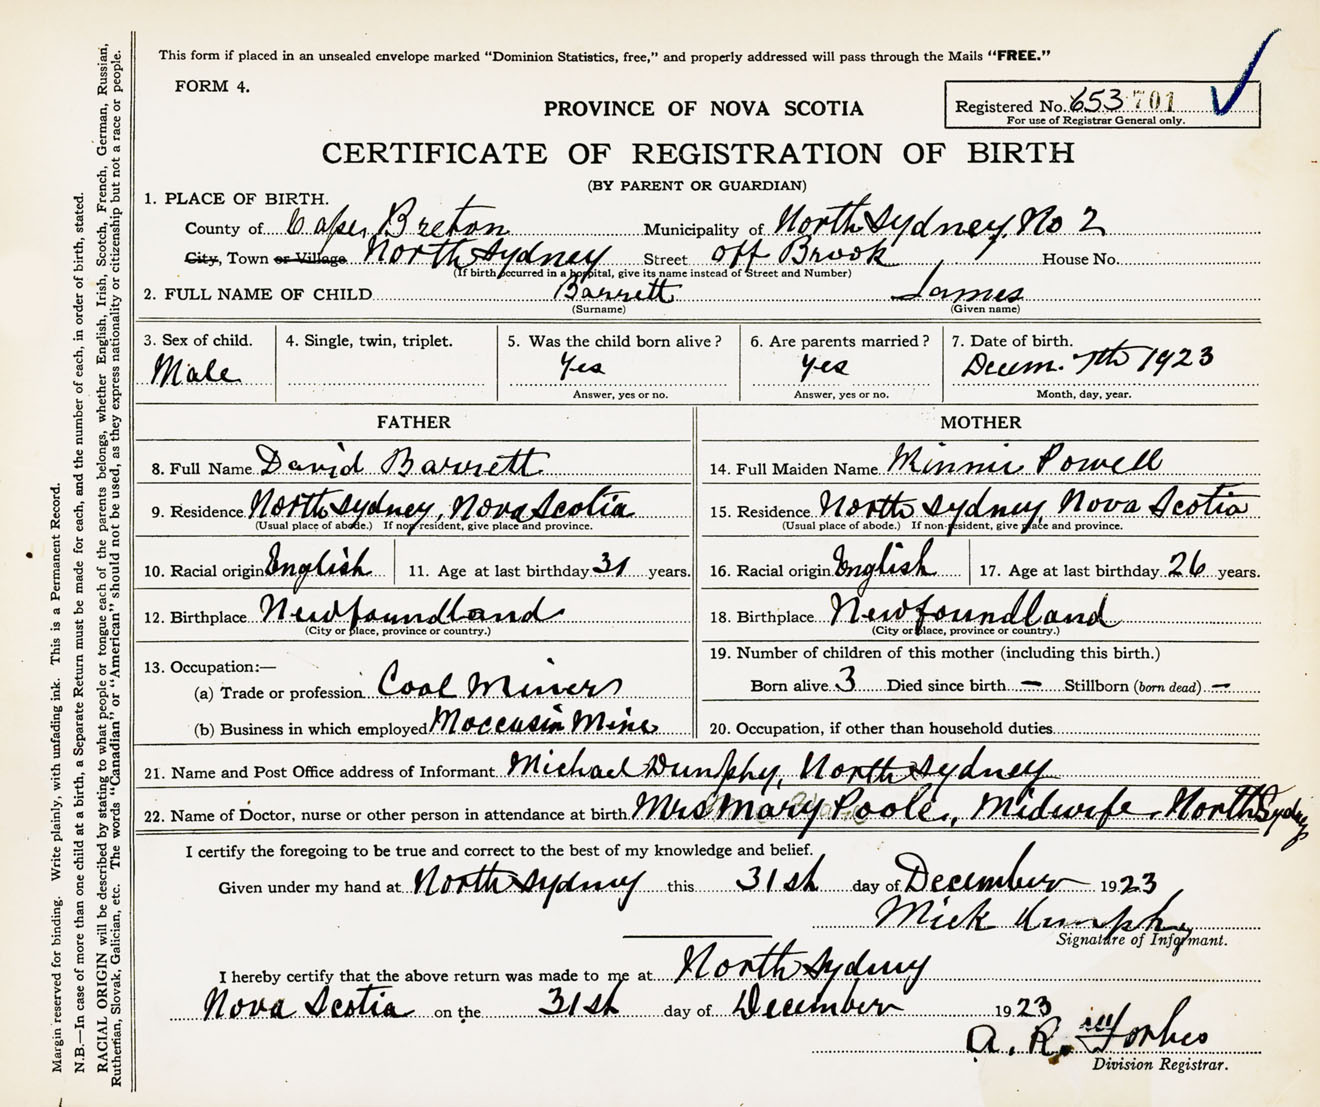 This form if placed in an unsealed envelope marked “Dominion Statistics, free,” and properly addressed will pass through the Mails “FREE.”
FORM 4.
Registered No. 653 701
For use of Registrar General only.
PROVINCE OF NOVA SCOTIA
CERTIFICATE OF REGISTRATION OF BIRTH
(BY PARENT OR GUARDIAN)
1. PLACE OF BIRTH.
County of Cape Breton Municipality of North Sydney No 2
City, Town or Village North Sydney Street off Brook House No.
(If birth occurred in a hospital, give its name instead of Street and Number)
2. FULL NAME OF CHILD Barrett James
(Surname) (Given name)
3. Sex of child. 4. Single, twin, triplet. 5. Was the child born alive? 6. Are parents married? 7. Date of birth.
Male Yes Yes Decem. 7th 1923
Answer, yes or no. Answer, yes or no. Month, day, year.
FATHER MOTHER
8. Full Name David Barrett 14. Full Maiden Name Minnie Powell
9. Residence North Sydney, Nova Scotia 15. Residence North Sydney Nova Scotia
(Usual place of abode.) If non-resident, give place and province. (Usual place of abode.) If non-resident, give place and province.
10. Racial origin English 11. Age at last birthday 31 years. 16. Racial origin English 17. Age at last birthday 26 years.
12. Birthplace Newfoundland 18. Birthplace Newfoundland
(City or place, province or country.) (City or place, province or country.)
13. Occupation:— 19. Number of children of this mother (including this birth.)
(a) Trade or profession Coal Miner Born alive 3 Died since birth — Stillborn (born dead) —
(b) Business in which employed Moccusin Mine 20. Occupation, if other than household duties
21. Name and Post Office address of Informant Michael Dunphy, North Sydney
22. Name of Doctor, nurse or other person in attendance at birth Mrs Mary Poole, Midwife North Sydney
I certify the foregoing to be true and correct to the best of my knowledge and belief.
Given under my hand at North Sydney this 31st day of December 1923
Mick Dumphy
Signature of Informant.
I hereby certify that the above return was made to me at North Sydney
Nova Scotia on the 31st day of December 1923
A. R. Forbes
Division Registrar.
Margin reserved for binding. Write plainly, with unfading ink. This is a Permanent Record.
N.B.—In case of more than one child at a birth, a Separate Return must be made for each, and the number of each, in order of birth, stated.
RACIAL ORIGIN will be described by stating to what people or tongue each of the parents belongs, whether English, Irish, Scotch, French, German, Russian,
Ruthenian, Slovak, Galician, etc. The words “Canadian” or “American” should not be used, as they express nationality or citizenship but not a race or people.